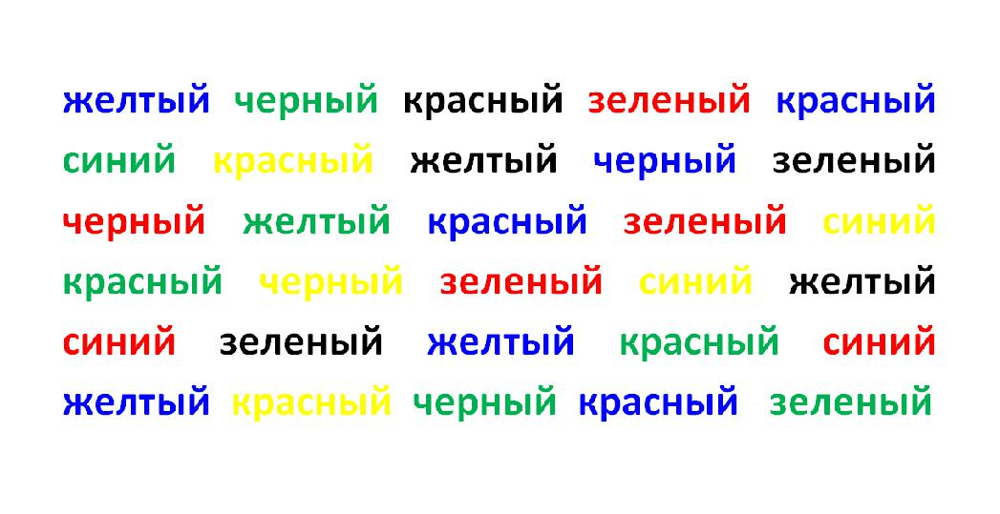 желтый черный красный зеленый красный
синий красный желтый черный зеленый
черный желтый красный зеленый синий
красный черный зеленый синий желтый
синий зеленый желтый красный синий
желтый красный черный красный зеленый